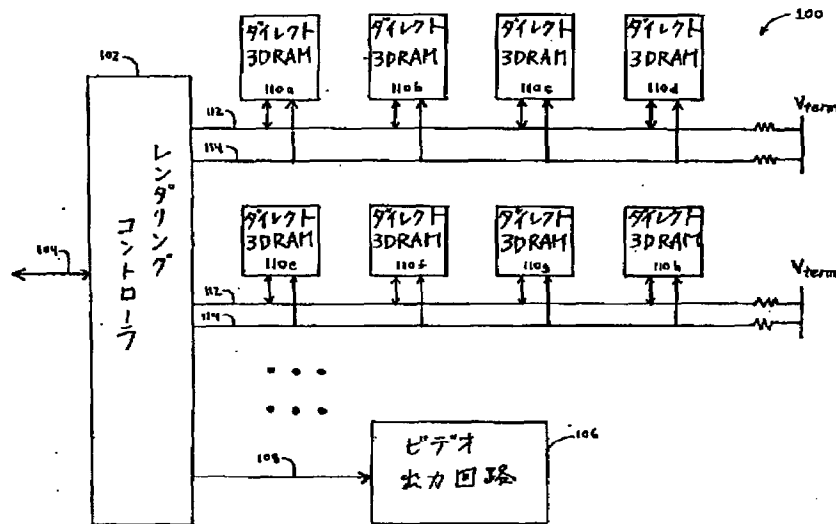 100
102
ダイレクト
3DRAM
110a
ダイレクト
3DRAM
110b
ダイレクト
3DRAM
110c
ダイレクト
3DRAM
110d
Vterm
112
114
レンダリング
コントローラ
104
ダイレクト
3DRAM
110e
ダイレクト
3DRAM
110f
ダイレクト
3DRAM
110g
ダイレクト
3DRAM
110h
Vterm
112
114
108
ビデオ
出力回路
106